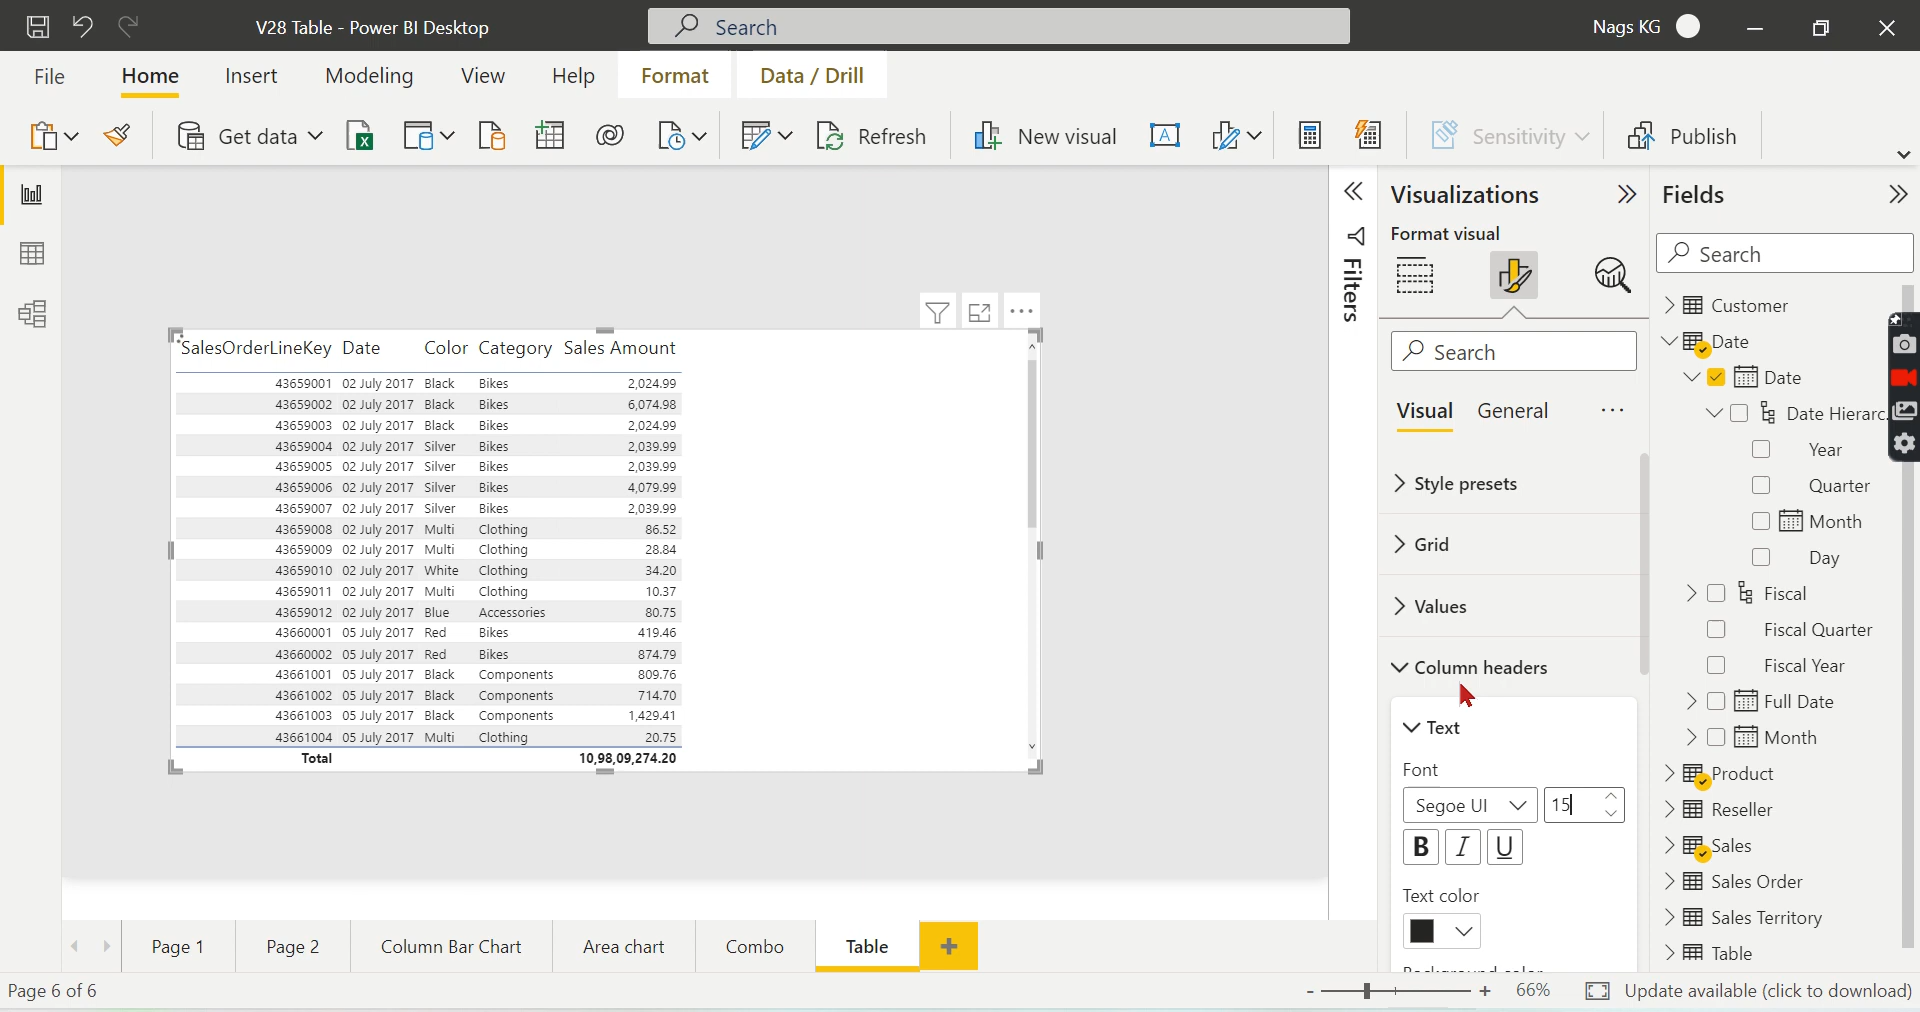 V28 Table - Power BI Desktop
Search
Nags KG
File Home Insert Modeling View Help Format Data / Drill
Get data Refresh New visual Sensitivity Publish
SalesOrderLineKey Date Color Category Sales Amount
43659001 02 July 2017 Black Bikes 2,024.99
43659002 02 July 2017 Black Bikes 6,074.98
43659003 02 July 2017 Black Bikes 2,024.99
43659004 02 July 2017 Silver Bikes 2,039.99
43659005 02 July 2017 Silver Bikes 2,039.99
43659006 02 July 2017 Silver Bikes 4,079.99
43659007 02 July 2017 Silver Bikes 2,039.99
43659008 02 July 2017 Multi Clothing 86.52
43659009 02 July 2017 Multi Clothing 28.84
43659010 02 July 2017 White Clothing 34.20
43659011 02 July 2017 Multi Clothing 10.37
43659012 02 July 2017 Blue Accessories 80.75
43660001 05 July 2017 Red Bikes 419.46
43660002 05 July 2017 Red Bikes 874.79
43661001 05 July 2017 Black Components 809.76
43661002 05 July 2017 Black Components 714.70
43661003 05 July 2017 Black Components 1,429.41
43661004 05 July 2017 Multi Clothing 20.75
Total 10,98,09,274.20
Filters
Visualizations
Format visual
Search
Visual General
Style presets
Grid
Values
Column headers
Text
Font
Segoe UI 15
B I U
Text color
Fields
Search
Customer
Date
Date
Date Hierarc
Year
Quarter
Month
Day
Fiscal
Fiscal Quarter
Fiscal Year
Full Date
Month
Product
Reseller
Sales
Sales Order
Sales Territory
Table
Page 1 Page 2 Column Bar Chart Area chart Combo Table
Page 6 of 6
- + 66% Update available (click to download)